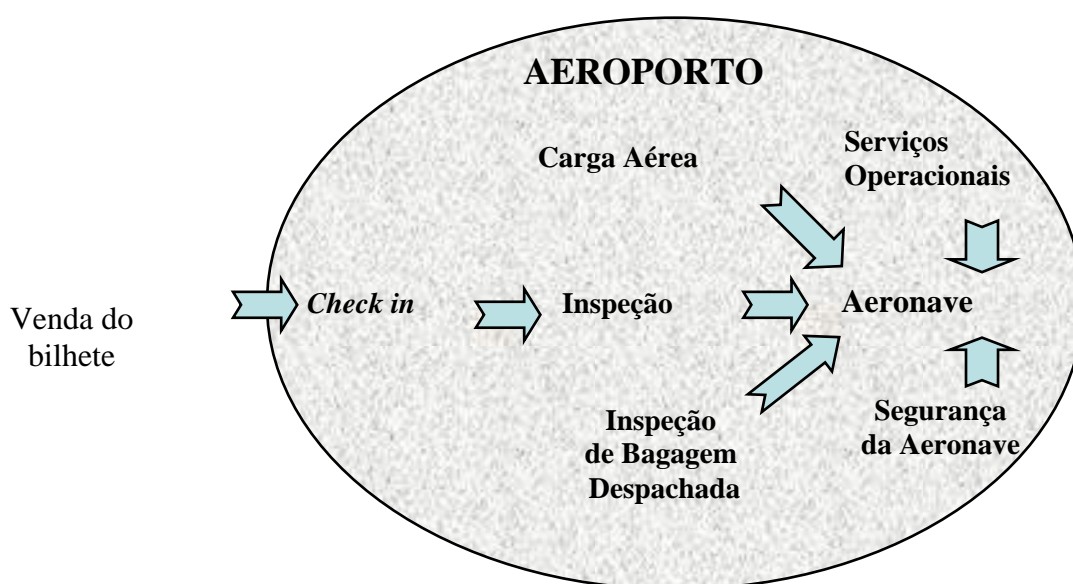 AEROPORTO
Carga Aérea
Serviços
Operacionais
Venda do
bilhete
Check in
Inspeção
Aeronave
Inspeção
de Bagagem
Despachada
Segurança
da Aeronave